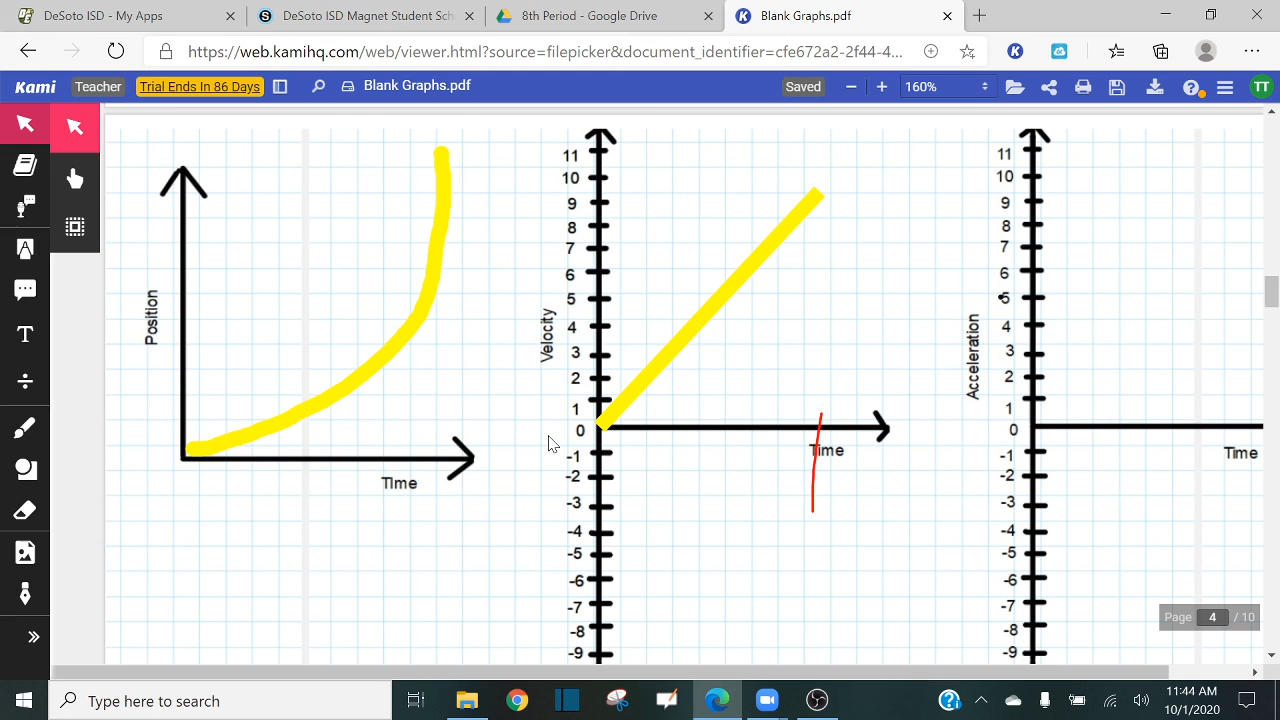 DeSoto ISD - My Apps
DeSoto ISD Magnet Student Sch
8th Period - Google Drive
Blank Graphs.pdf
https://web.kamihq.com/web/viewer.html?source=filepicker&document_identifier=cfe672a2-2f44-4...
Kami
Teacher
Trial Ends In 86 Days
Blank Graphs.pdf
Saved
160%
TT
Position
TIme
Velocity
11
10
9
8
7
6
5
4
3
2
1
0
-1
-2
-3
-4
-5
-6
-7
-8
-9
Time
Acceleration
11
10
9
8
7
6
5
4
3
2
1
0
-1
-2
-3
-4
-5
-6
-7
-8
-9
Time
Page 4 / 10
Type here to search
11:44 AM
10/1/2020